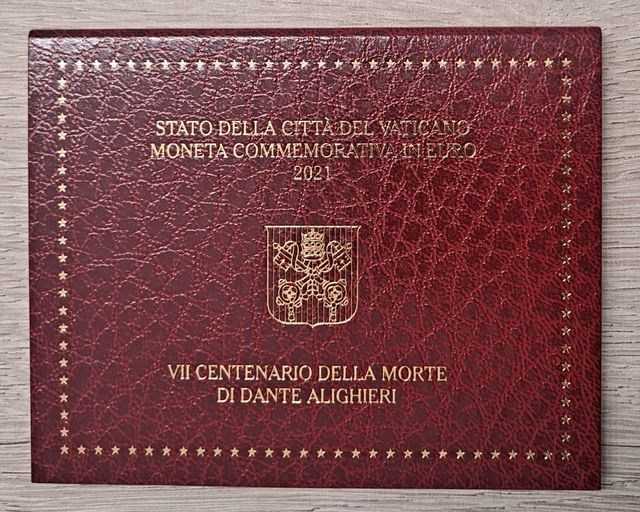 STATO DELLA CITTÀ DEL VATICANO
MONETA COMMEMORATIVA IN EURO
2021
VII CENTENARIO DELLA MORTE
DI DANTE ALIGHIERI